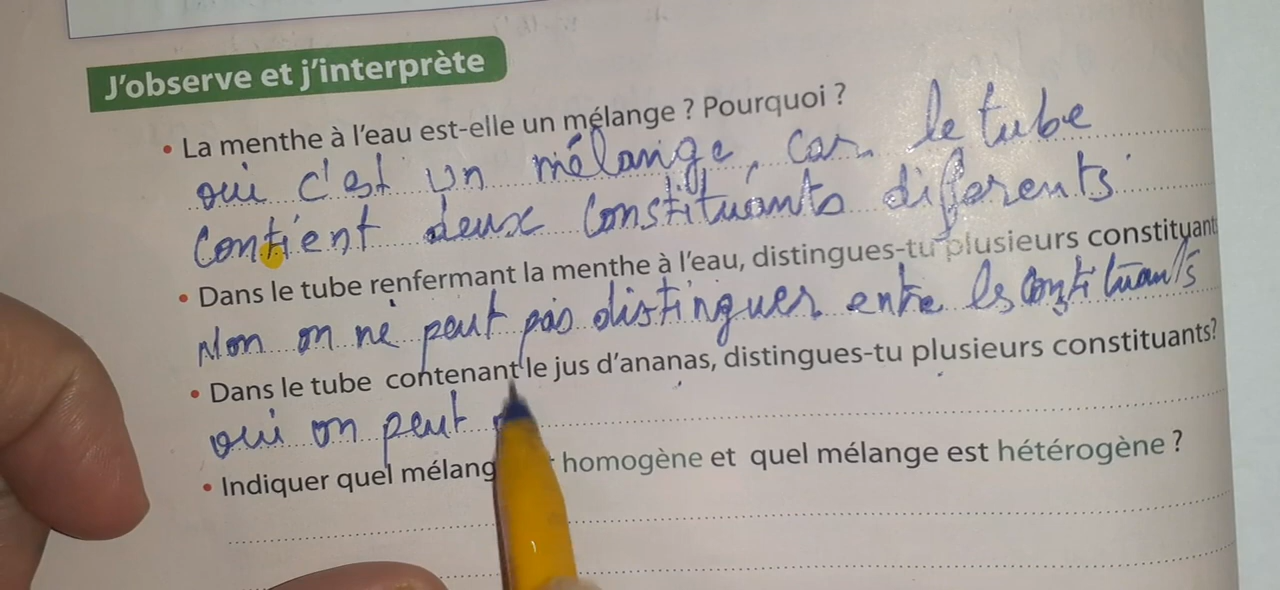 J'observe et j'interprète
• La menthe à l'eau est-elle un mélange ? Pourquoi ?
oui c'est un mélange, car le tube
contient deux constituants différents
• Dans le tube renfermant la menthe à l'eau, distingues-tu plusieurs constituant
Non on ne peut pas distinguer entre les
• Dans le tube contenant le jus d'ananas, distingues-tu plusieurs constituants?
oui on peut
• Indiquer quel mélang homogène et quel mélange est hétérogène ?